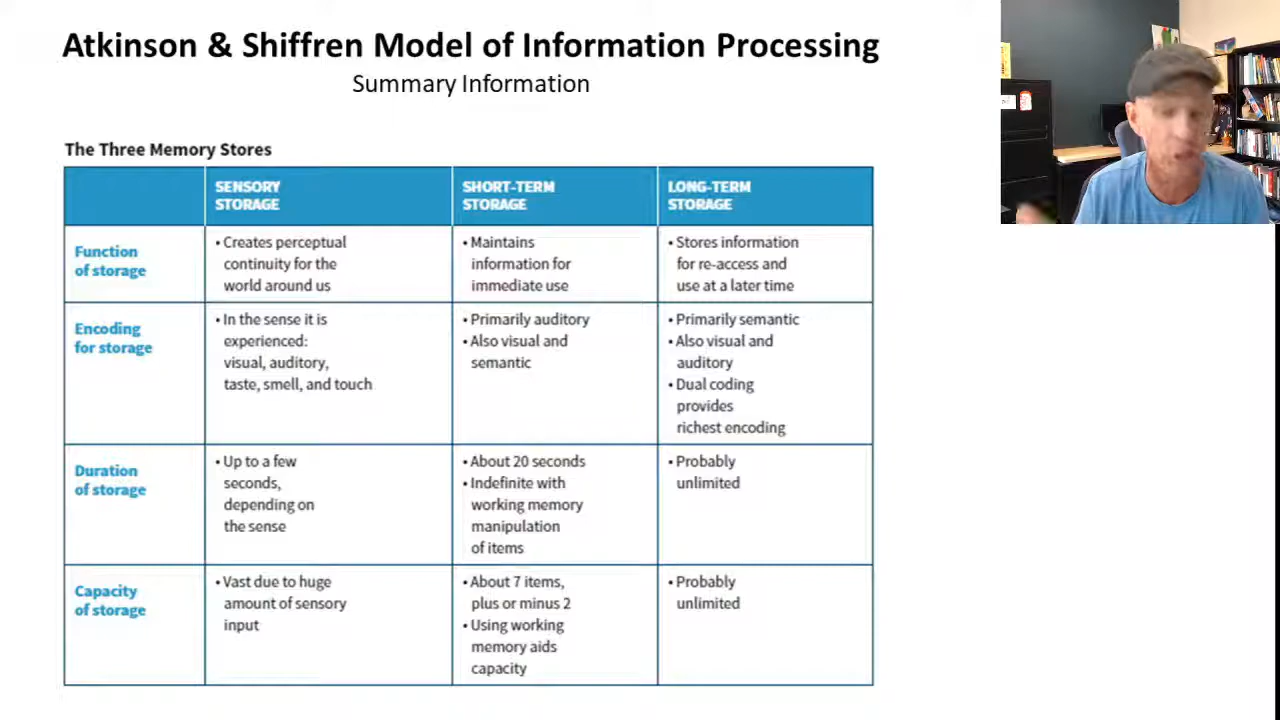 Atkinson & Shiffren Model of Information Processing
Summary Information
The Three Memory Stores
SENSORY
STORAGE
SHORT-TERM
STORAGE
LONG-TERM
STORAGE
Function
of storage
• Creates perceptual
continuity for the
world around us
• Maintains
information for
immediate use
• Stores information
for re-access and
use at a later time
Encoding
for storage
• In the sense it is
experienced:
visual, auditory,
taste, smell, and touch
• Primarily auditory
• Also visual and
semantic
• Primarily semantic
• Also visual and
auditory
• Dual coding
provides
richest encoding
Duration
of storage
• Up to a few
seconds,
depending on
the sense
• About 20 seconds
• Indefinite with
working memory
manipulation
of items
• Probably
unlimited
Capacity
of storage
• Vast due to huge
amount of sensory
input
• About 7 items,
plus or minus 2
• Using working
memory aids
capacity
• Probably
unlimited